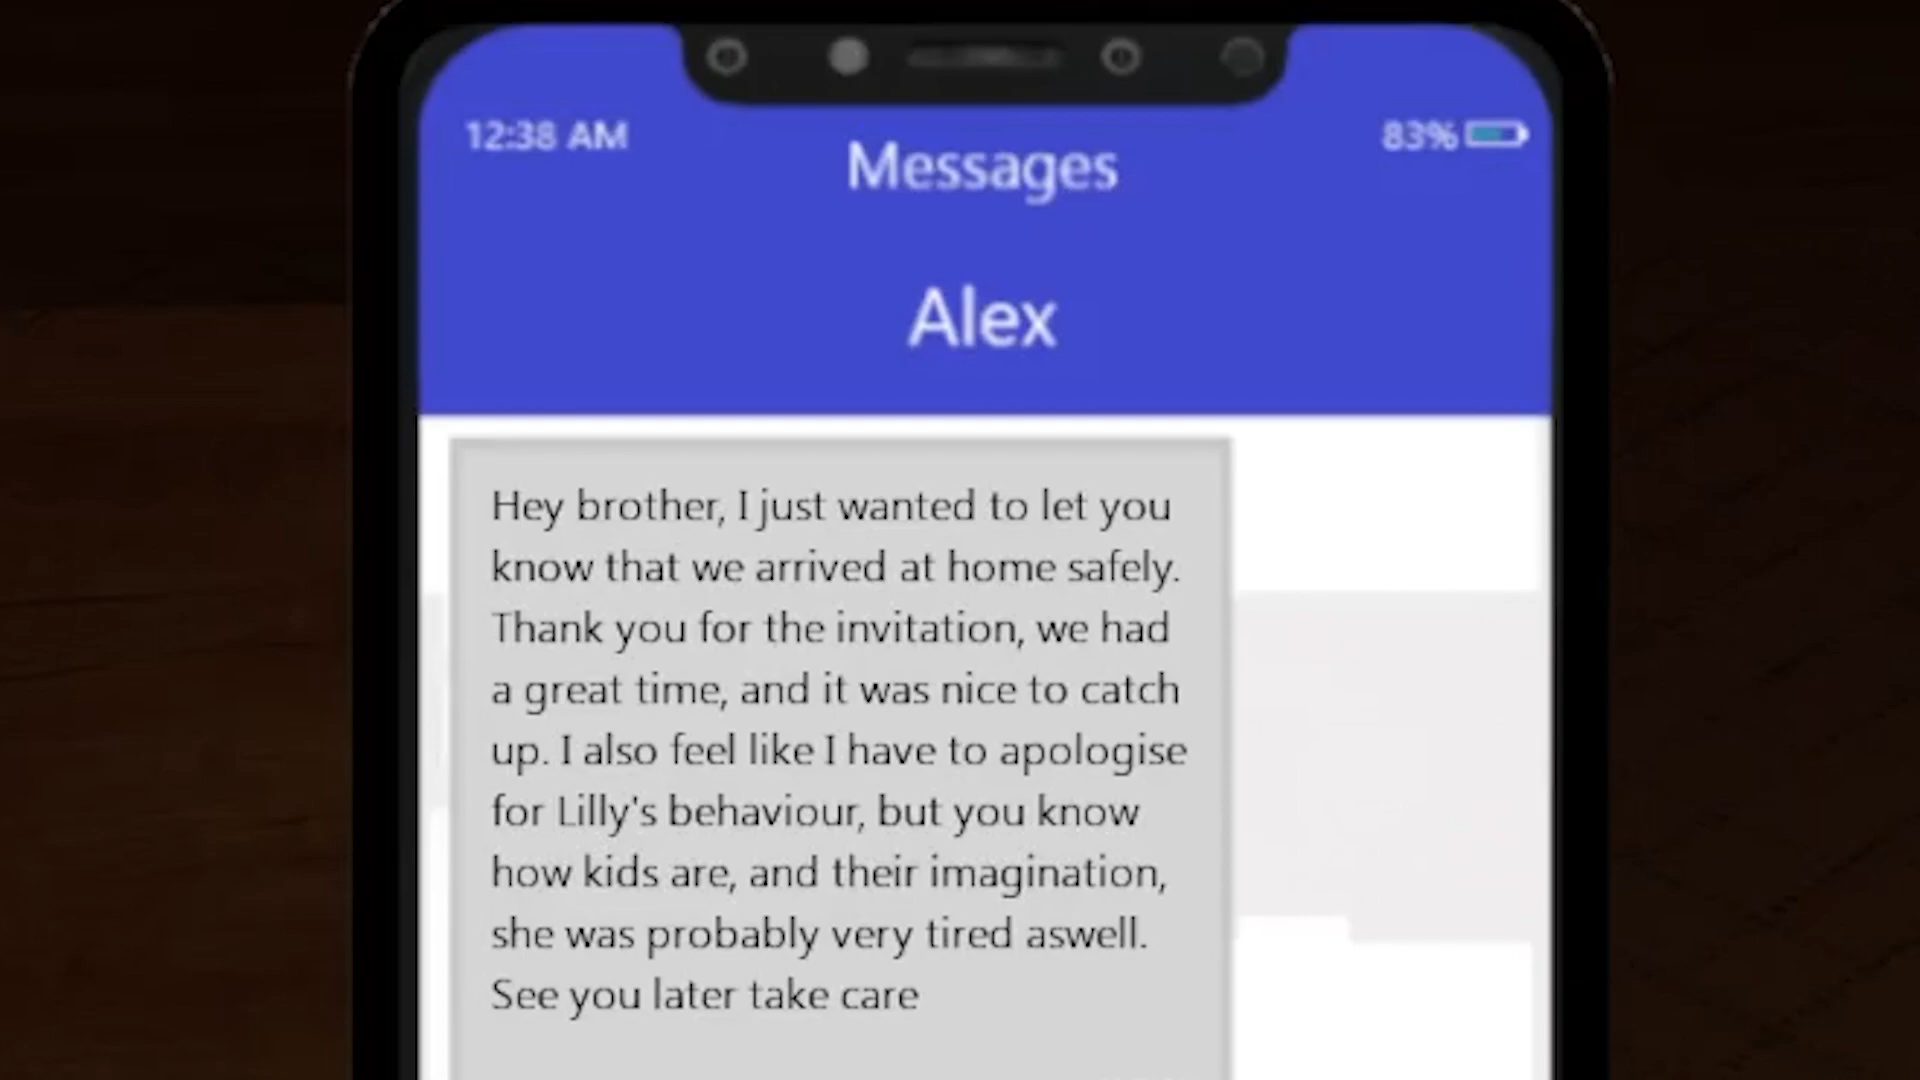 12:38 AM
83%
Messages
Alex
Hey brother, I just wanted to let you
know that we arrived at home safely.
Thank you for the invitation, we had
a great time, and it was nice to catch
up. I also feel like I have to apologise
for Lilly's behaviour, but you know
how kids are, and their imagination,
she was probably very tired aswell.
See you later take care